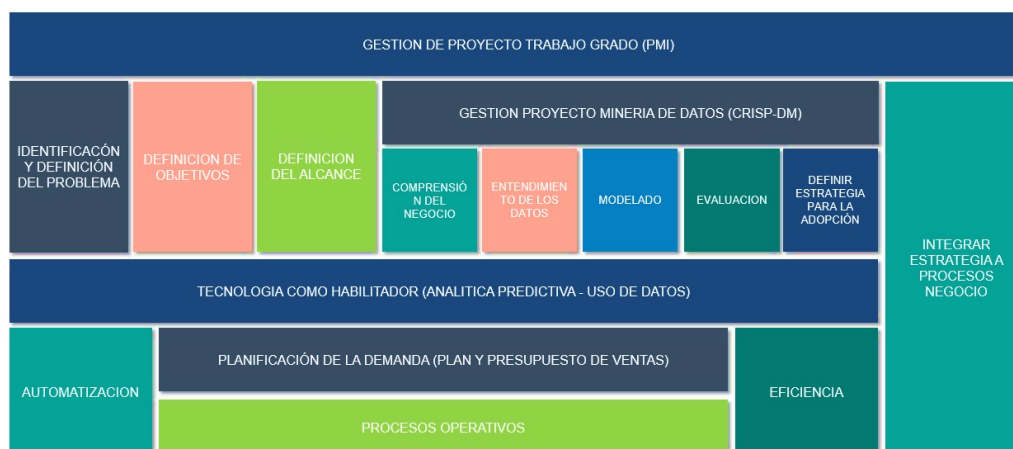 GESTION DE PROYECTO TRABAJO GRADO (PMI)
IDENTIFICACÓN
Y DEFINICIÓN
DEL PROBLEMA
DEFINICION DE
OBJETIVOS
DEFINICION
DEL ALCANCE
GESTION PROYECTO MINERIA DE DATOS (CRISP-DM)
COMPRENSIÓ
N DEL
NEGOCIO
ENTENDIMIEN
TO DE LOS
DATOS
MODELADO
EVALUACION
DEFINIR
ESTRATEGIA
PARA LA
ADOPCIÓN
INTEGRAR
ESTRATEGIA A
PROCESOS
NEGOCIO
TECNOLOGIA COMO HABILITADOR (ANALITICA PREDICTIVA - USO DE DATOS)
AUTOMATIZACION
PLANIFICACIÓN DE LA DEMANDA (PLAN Y PRESUPUESTO DE VENTAS)
PROCESOS OPERATIVOS
EFICIENCIA